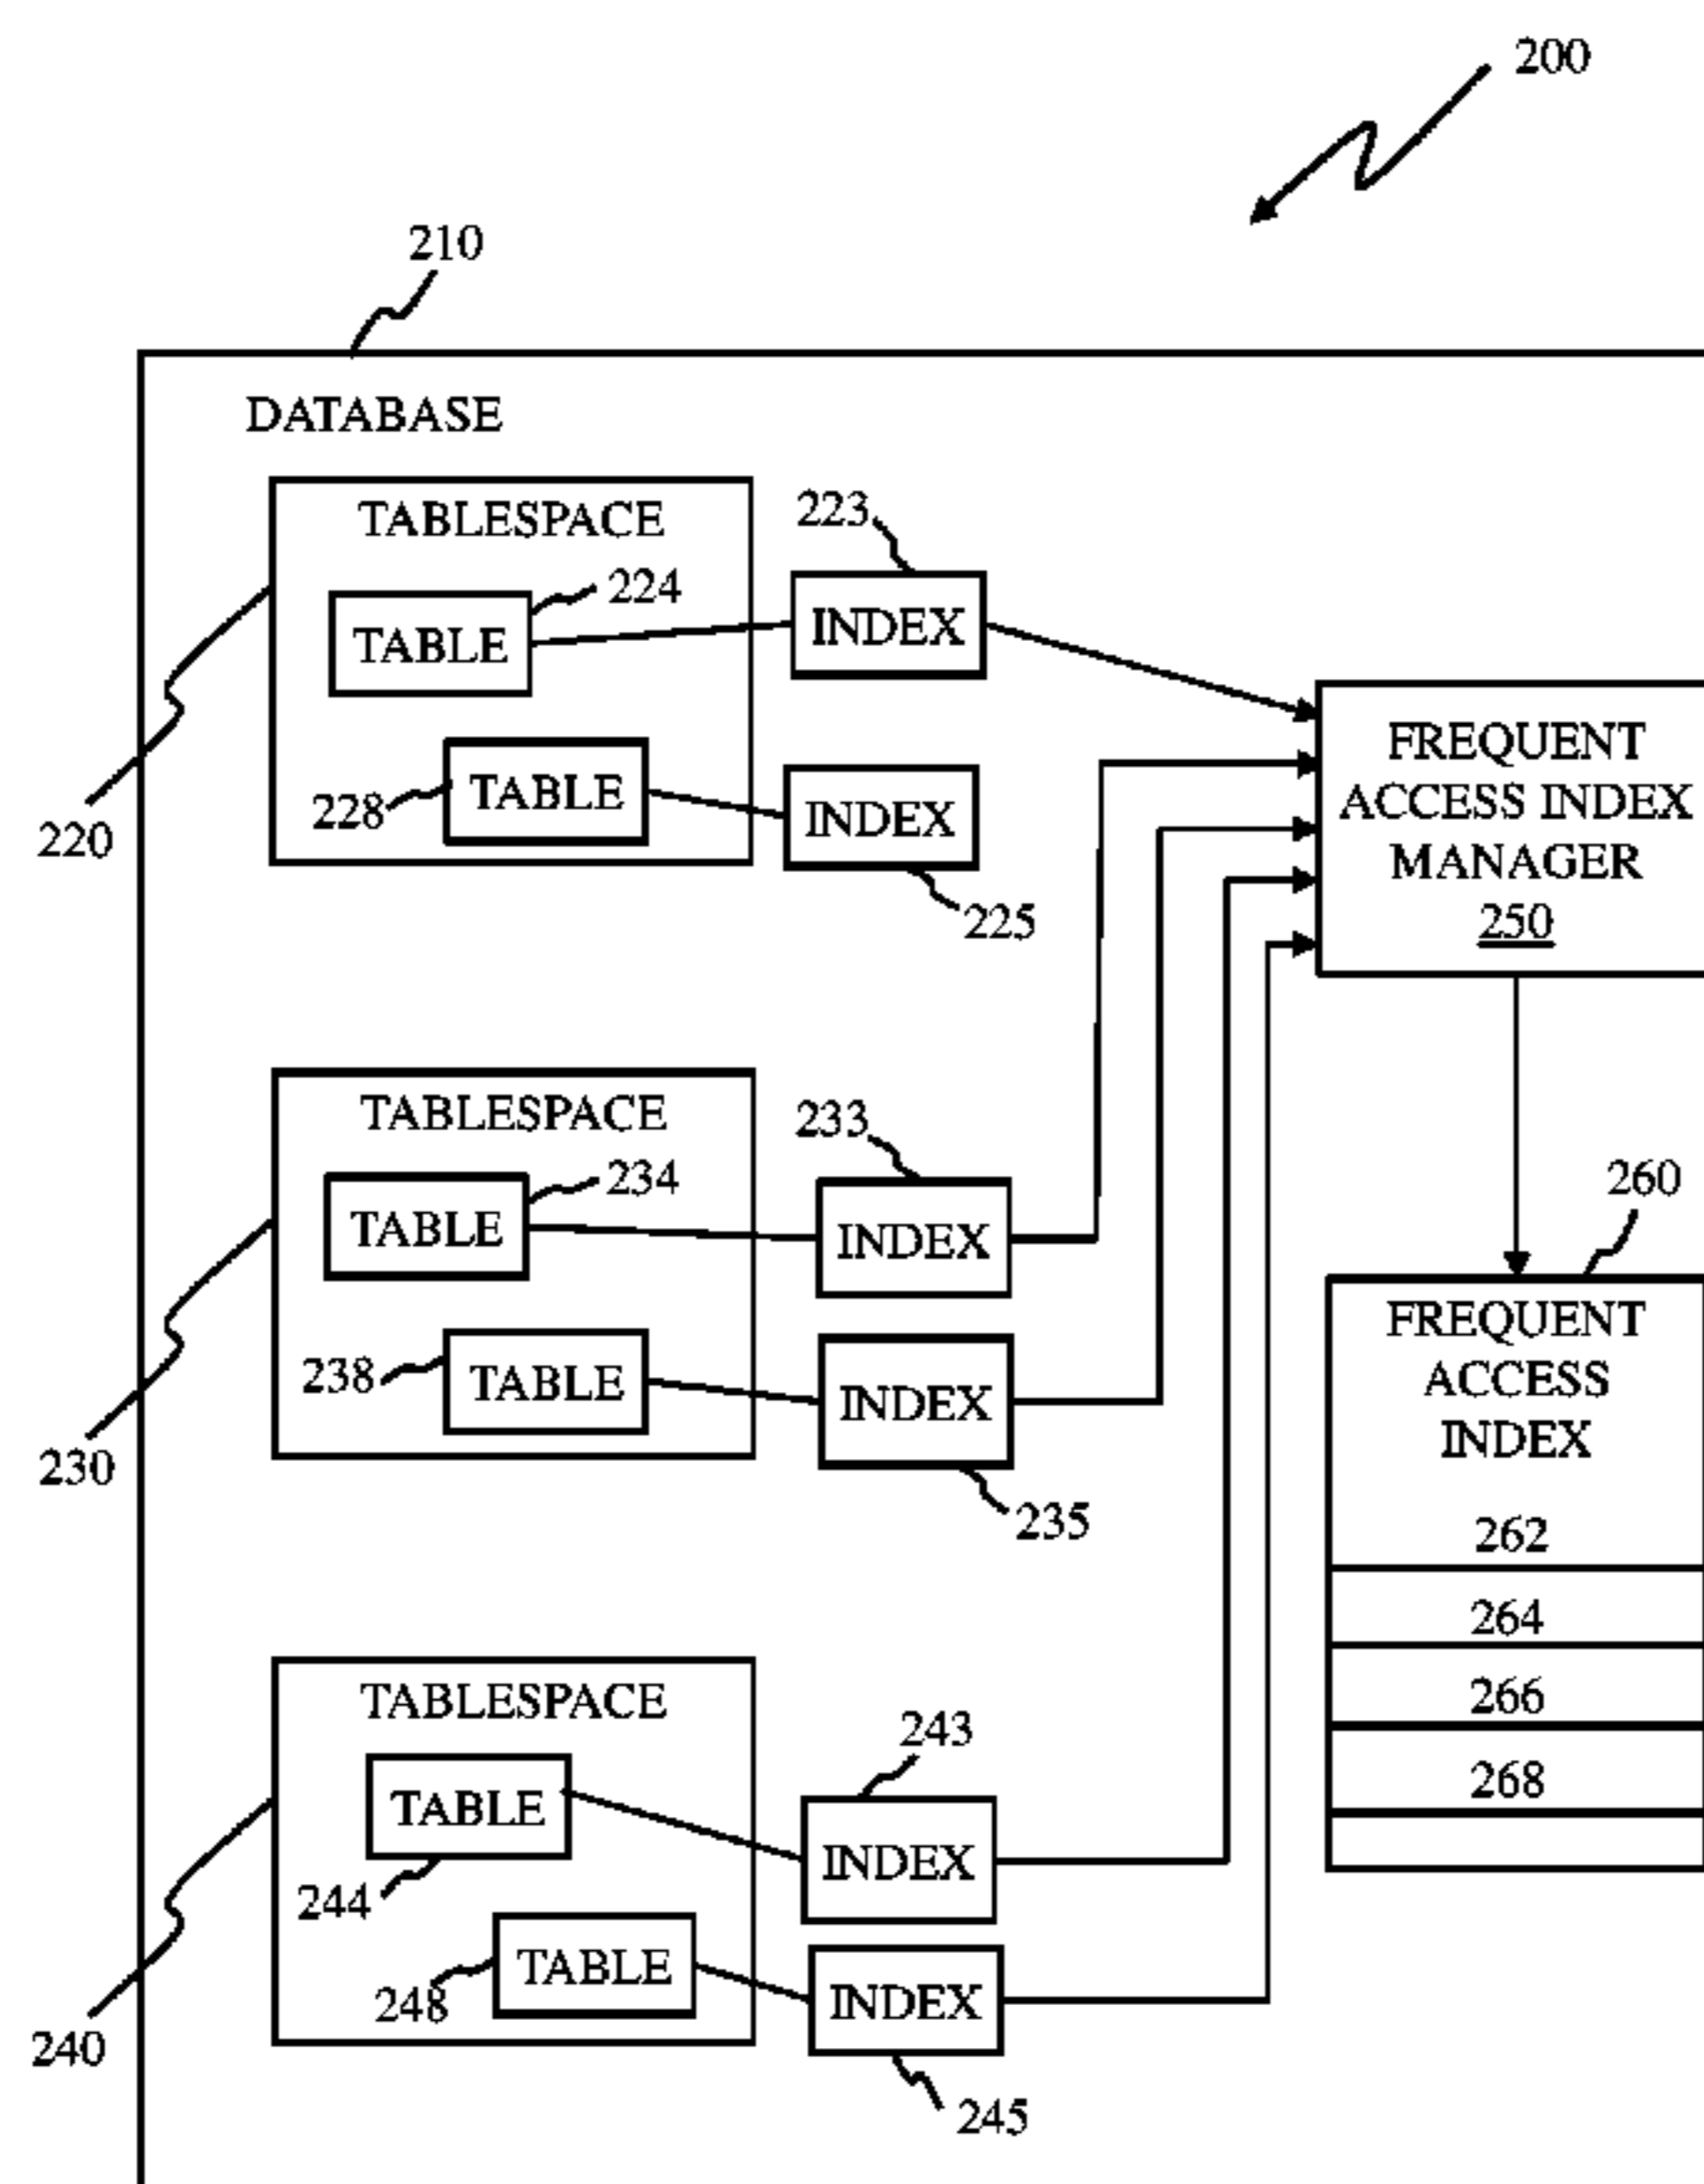 200
210
DATABASE
TABLESPACE
223
224
TABLE
INDEX
228
TABLE
INDEX
220
225
FREQUENT
ACCESS INDEX
MANAGER
250
TABLESPACE
233
234
TABLE
INDEX
238
TABLE
INDEX
230
235
260
FREQUENT
ACCESS
INDEX
262
264
266
268
TABLESPACE
243
TABLE
INDEX
244
TABLE
248
INDEX
240
245